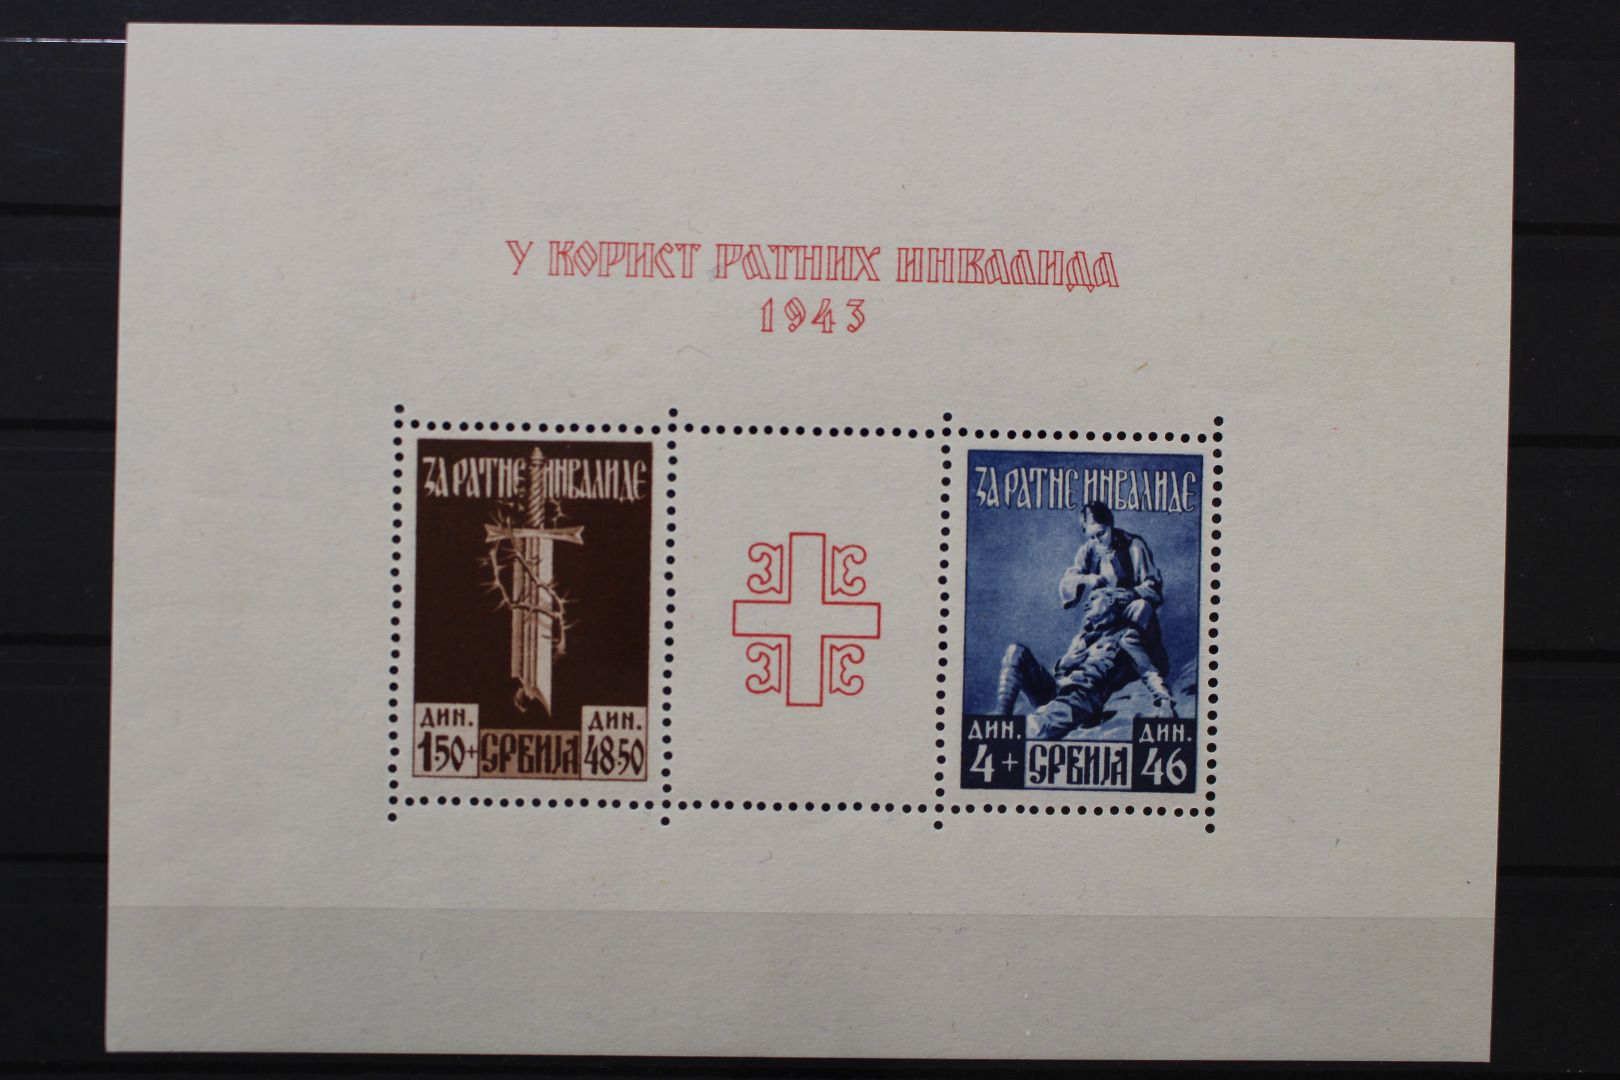 У КОРИСТ РАТНИХ ИНВАЛИДА
1943
ЗА РАТНЕ ИНВАЛИДЕ
ДИН. ДИН.
1·50+ СРБИЈА 48·50
ЗА РАТНЕ ИНВАЛИДЕ
ДИН. ДИН.
4+ СРБИЈА 46